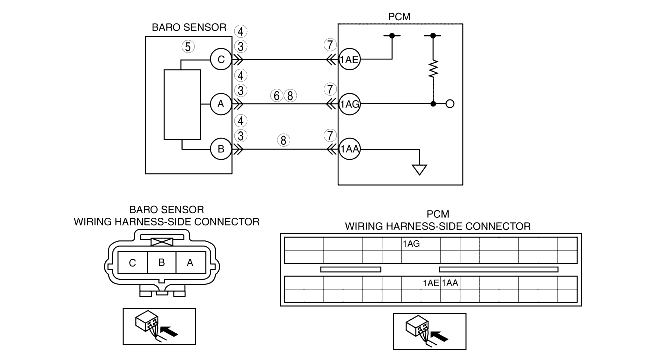 BARO SENSOR
PCM
4
5 3 7
C 1AE
4
3 6 8 7
A 1AG
4
3 8 7
B 1AA
BARO SENSOR
WIRING HARNESS-SIDE CONNECTOR
C B A
PCM
WIRING HARNESS-SIDE CONNECTOR
1AG
1AE 1AA